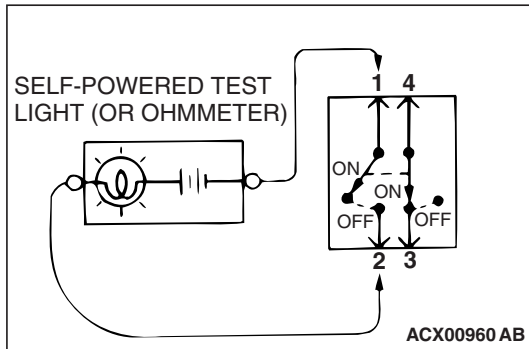 SELF-POWERED TEST
LIGHT (OR OHMMETER)
1 4
ON
ON
OFF
OFF
2 3
ACX00960 AB